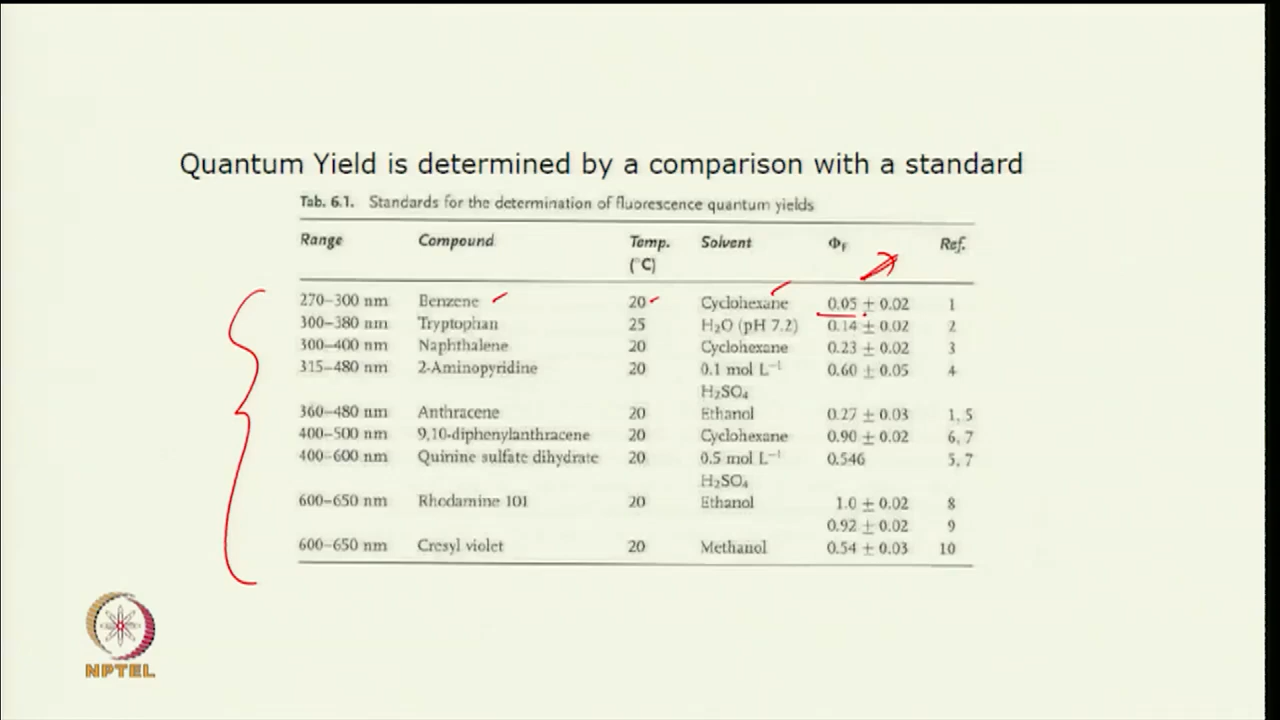 Quantum Yield is determined by a comparison with a standard
Tab. 6.1. Standards for the determination of fluorescence quantum yields
Range Compound Temp. Solvent ΦF Ref.
(°C)
270–300 nm Benzene 20 Cyclohexane 0.05 ± 0.02 1
300–380 nm Tryptophan 25 H₂O (pH 7.2) 0.14 ± 0.02 2
300–400 nm Naphthalene 20 Cyclohexane 0.23 ± 0.02 3
315–480 nm 2-Aminopyridine 20 0.1 mol L⁻¹ 0.60 ± 0.05 4
H₂SO₄
360–480 nm Anthracene 20 Ethanol 0.27 ± 0.03 1, 5
400–500 nm 9,10-diphenylanthracene 20 Cyclohexane 0.90 ± 0.02 6, 7
400–600 nm Quinine sulfate dihydrate 20 0.5 mol L⁻¹ 0.546 5, 7
H₂SO₄
600–650 nm Rhodamine 101 20 Ethanol 1.0 ± 0.02 8
0.92 ± 0.02 9
600–650 nm Cresyl violet 20 Methanol 0.54 ± 0.03 10
NPTEL